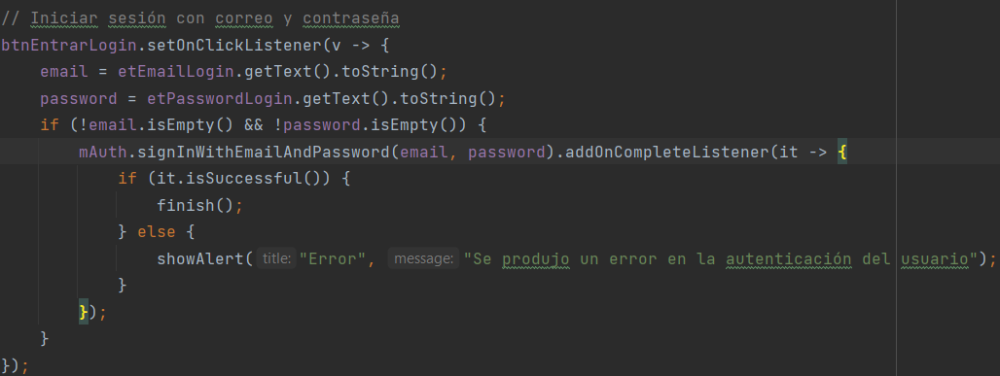 // Iniciar sesión con correo y contraseña
btnEntrarLogin.setOnClickListener(v -> {
    email = etEmailLogin.getText().toString();
    password = etPasswordLogin.getText().toString();
    if (!email.isEmpty() && !password.isEmpty()) {
        mAuth.signInWithEmailAndPassword(email, password).addOnCompleteListener(it -> {
            if (it.isSuccessful()) {
                finish();
            } else {
                showAlert( title: "Error", message: "Se produjo un error en la autenticación del usuario");
            }
        });
    }
});